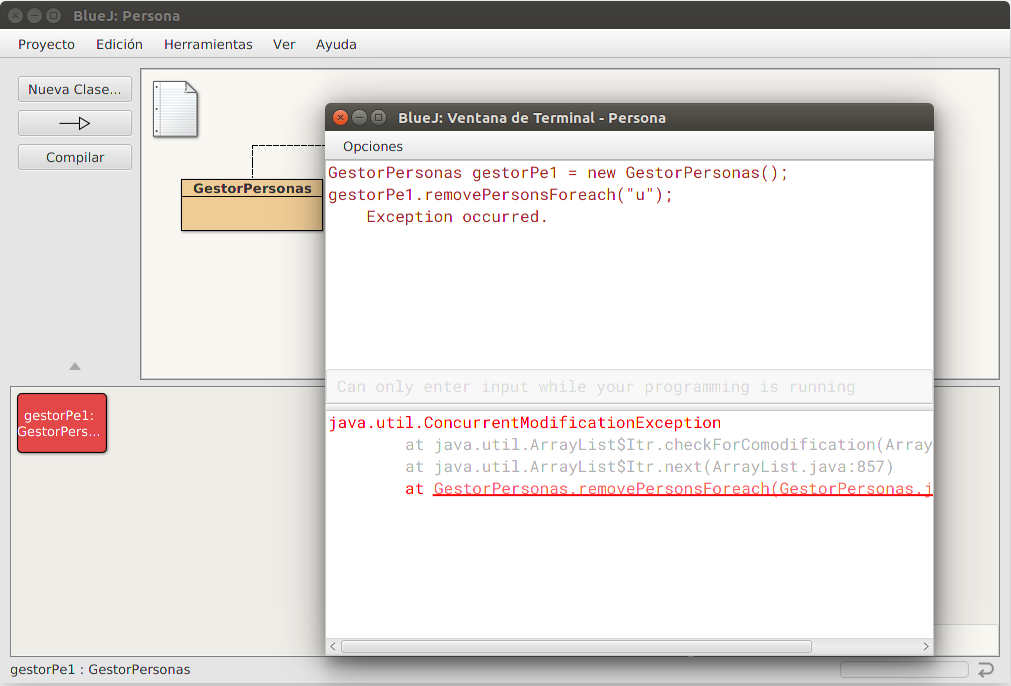 BlueJ: Persona
Proyecto Edición Herramientas Ver Ayuda
Nueva Clase...
Compilar
GestorPersonas
BlueJ: Ventana de Terminal - Persona
Opciones
GestorPersonas gestorPe1 = new GestorPersonas();
gestorPe1.removePersonsForeach("u");
Exception occurred.
Can only enter input while your programming is running
java.util.ConcurrentModificationException
at java.util.ArrayList$Itr.checkForComodification(Array
at java.util.ArrayList$Itr.next(ArrayList.java:857)
at GestorPersonas.removePersonsForeach(GestorPersonas.j
gestorPe1:
GestorPers...
gestorPe1 : GestorPersonas